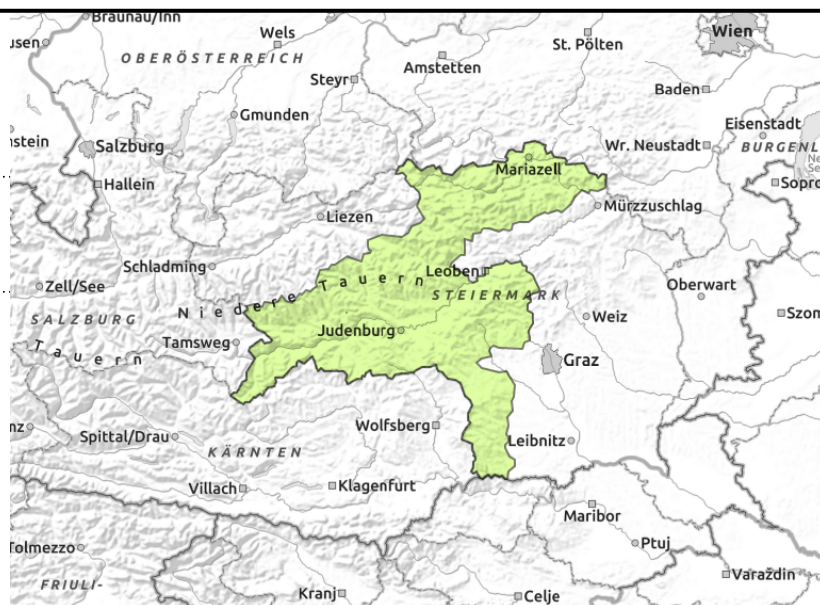 Braunau/Inn
Wels
St. Pölten
Wien
OBERÖSTERREICH
Amstetten
Steyr
Baden
Gmunden
Eisenstadt
Salzburg
Wr. Neustadt
BURGENL
Mariazell
Hallein
Sopro
Mürzzuschlag
Liezen
Schladming
Leoben
Zell/See
Niedere Tauern
STEIERMARK
Oberwart
SALZBURG
Weiz
Szom
Judenburg
Tamsweg
Tauern
Graz
Wolfsberg
Spittal/Drau
Leibnitz
KÄRNTEN
Villach
Klagenfurt
Maribor
Tolmezzo
Ptuj
Varaždin
FRIULI-
Kranj
Celje